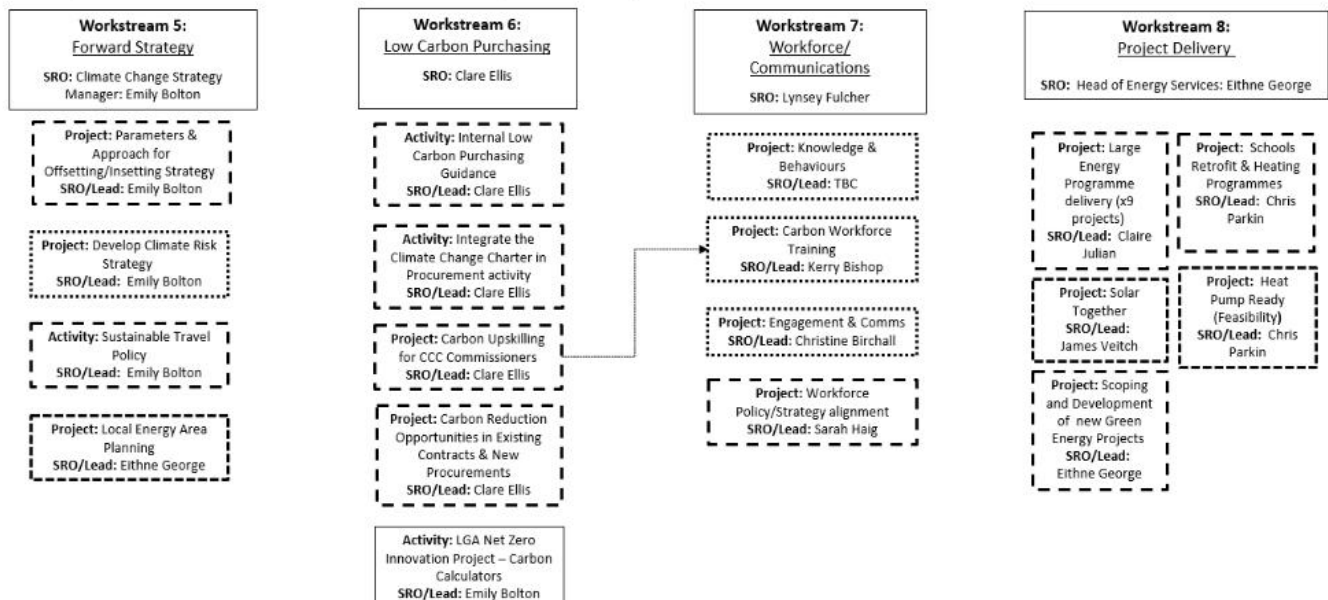 Workstream 5:
Forward Strategy
SRO: Climate Change Strategy
Manager: Emily Bolton
Project: Parameters &
Approach for
Offsetting/Insetting Strategy
SRO/Lead: Emily Bolton
Project: Develop Climate Risk
Strategy
SRO/Lead: Emily Bolton
Activity: Sustainable Travel
Policy
SRO/Lead: Emily Bolton
Project: Local Energy Area
Planning
SRO/Lead: Eithne George
Workstream 6:
Low Carbon Purchasing
SRO: Clare Ellis
Activity: Internal Low
Carbon Purchasing
Guidance
SRO/Lead: Clare Ellis
Activity: Integrate the
Climate Change Charter in
Procurement activity
SRO/Lead: Clare Ellis
Project: Carbon Upskilling
for CCC Commissioners
SRO/Lead: Clare Ellis
Project: Carbon Reduction
Opportunities in Existing
Contracts & New
Procurements
SRO/Lead: Clare Ellis
Activity: LGA Net Zero
Innovation Project – Carbon
Calculators
SRO/Lead: Emily Bolton
Workstream 7:
Workforce/
Communications
SRO: Lynsey Fulcher
Project: Knowledge &
Behaviours
SRO/Lead: TBC
Project: Carbon Workforce
Training
SRO/Lead: Kerry Bishop
Project: Engagement & Comms
SRO/Lead: Christine Birchall
Project: Workforce
Policy/Strategy alignment
SRO/Lead: Sarah Haig
Workstream 8:
Project Delivery
SRO: Head of Energy Services: Eithne George
Project: Large
Energy
Programme
delivery (x9
projects)
SRO/Lead: Claire
Julian
Project: Schools
Retrofit & Heating
Programmes
SRO/Lead: Chris
Parkin
Project: Solar
Together
SRO/Lead:
James Veitch
Project: Heat
Pump Ready
(Feasibility)
SRO/Lead: Chris
Parkin
Project: Scoping
and Development
of new Green
Energy Projects
SRO/Lead:
Eithne George